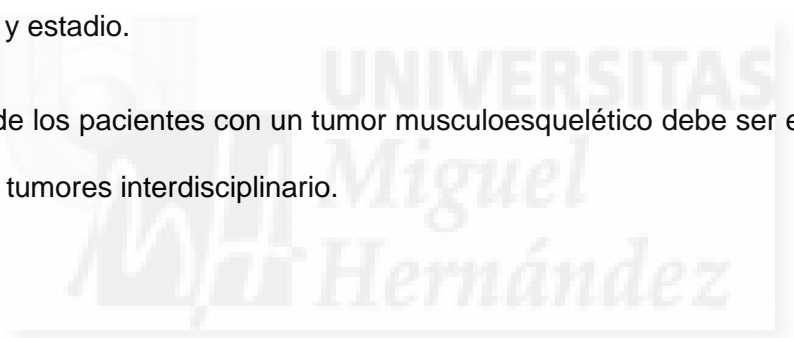 y estadio.
UNIVERSITAS
de los pacientes con un tumor musculoesquelético debe ser e
Miguel
tumores interdisciplinario.
Hernández